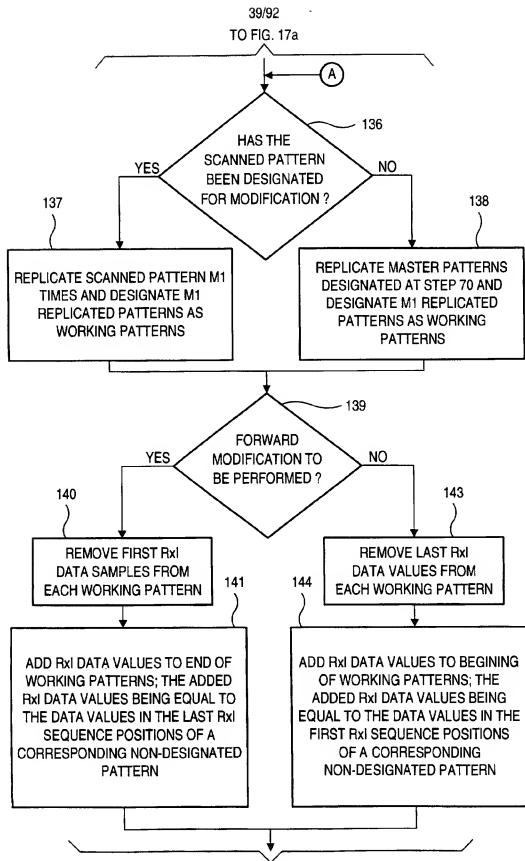 39/92
TO FIG. 17a
A
136
HAS THE
SCANNED PATTERN
BEEN DESIGNATED
FOR MODIFICATION ?
YES
NO
137
138
REPLICATE SCANNED PATTERN M1
TIMES AND DESIGNATE M1
REPLICATED PATTERNS AS
WORKING PATTERNS
REPLICATE MASTER PATTERNS
DESIGNATED AT STEP 70 AND
DESIGNATE M1 REPLICATED
PATTERNS AS WORKING
PATTERNS
139
FORWARD
MODIFICATION TO
BE PERFORMED ?
YES
NO
140
143
REMOVE FIRST RxI
DATA SAMPLES FROM
EACH WORKING PATTERN
REMOVE LAST RxI
DATA VALUES FROM
EACH WORKING PATTERN
141
144
ADD RxI DATA VALUES TO END OF
WORKING PATTERNS; THE ADDED
RxI DATA VALUES BEING EQUAL TO
THE DATA VALUES IN THE LAST RxI
SEQUENCE POSITIONS OF A
CORRESPONDING NON-DESIGNATED
PATTERN
ADD RxI DATA VALUES TO BEGINING
OF WORKING PATTERNS; THE
ADDED RxI DATA VALUES BEING
EQUAL TO THE DATA VALUES IN THE
FIRST RxI SEQUENCE POSITIONS
OF A CORRESPONDING
NON-DESIGNATED PATTERN